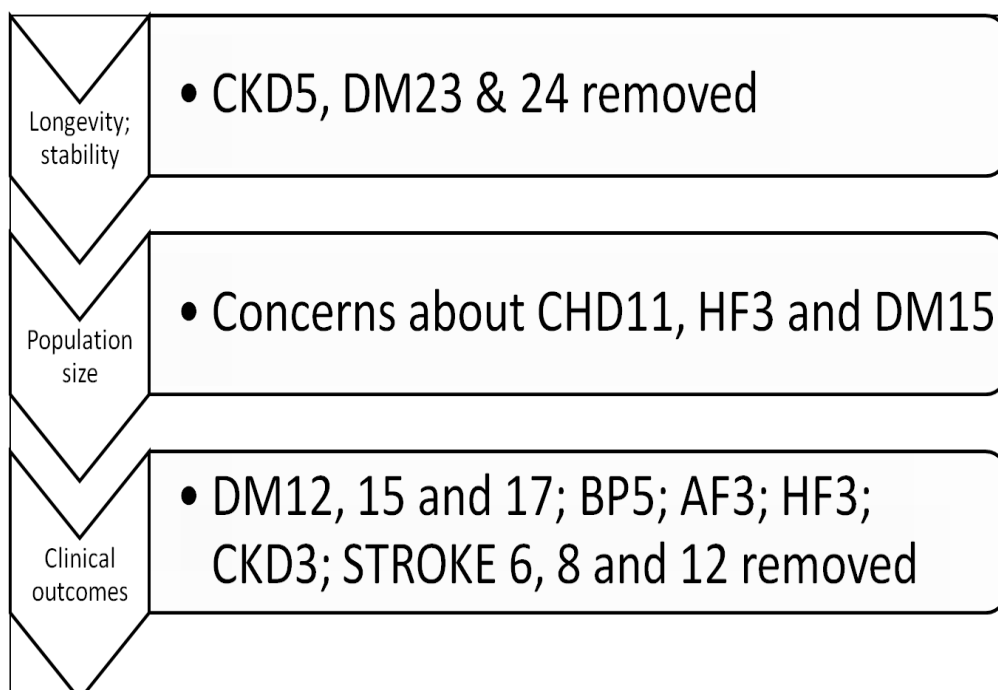 Longevity;
stability
• CKD5, DM23 & 24 removed
Population
size
• Concerns about CHD11, HF3 and DM15
Clinical
outcomes
• DM12, 15 and 17; BP5; AF3; HF3;
CKD3; STROKE 6, 8 and 12 removed